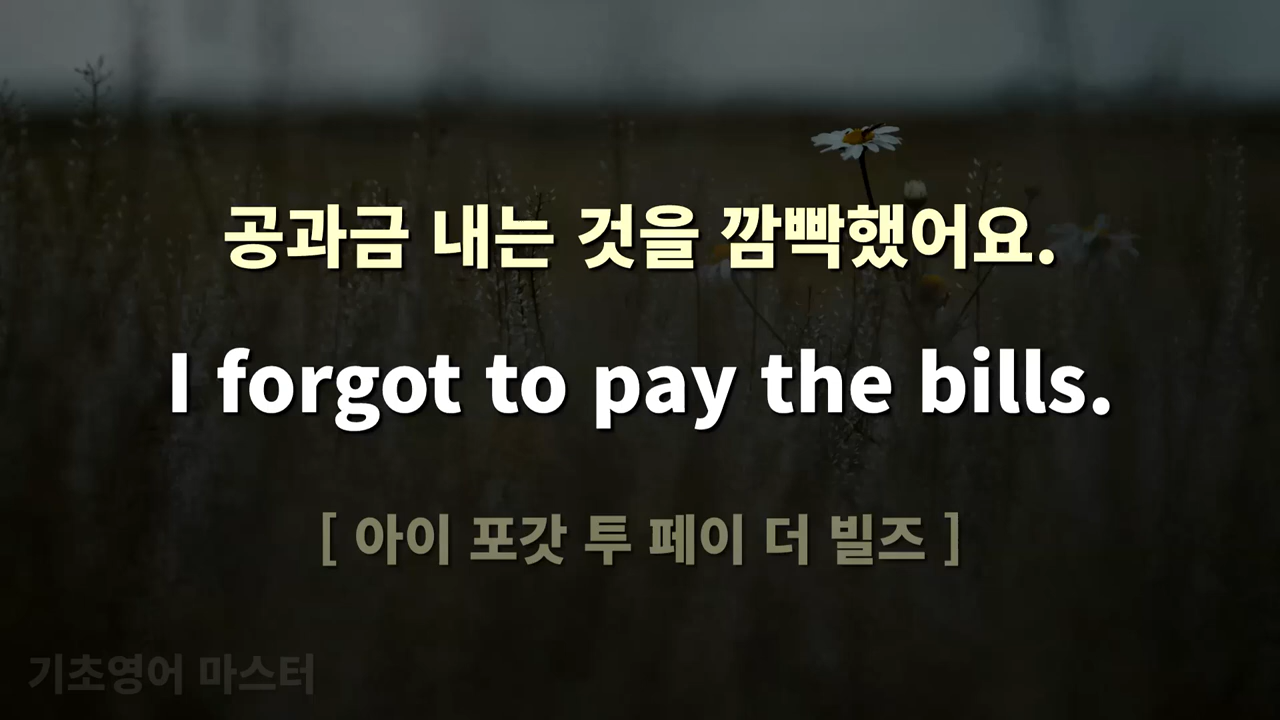 공과금 내는 것을 깜빡했어요.
I forgot to pay the bills.
[ 아이 포갓 투 페이 더 빌즈 ]
기초영어 마스터